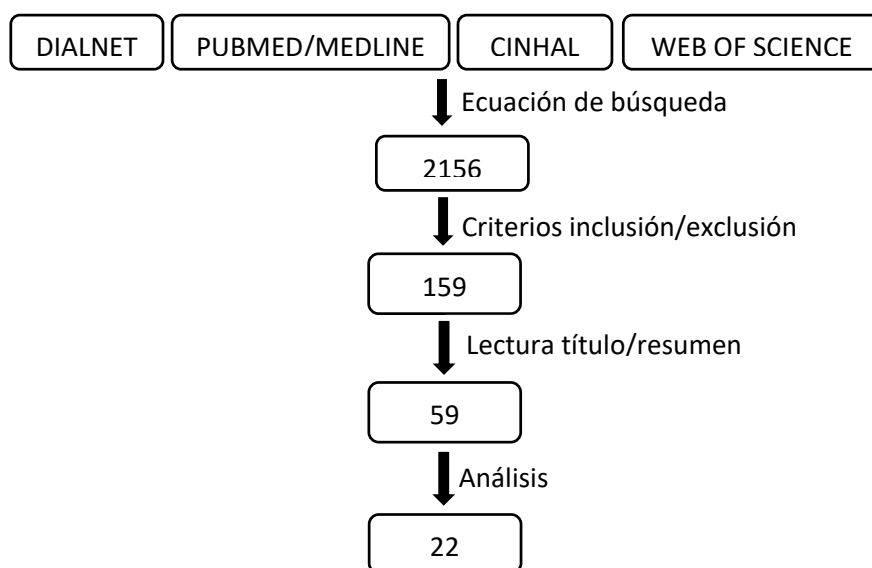 DIALNET PUBMED/MEDLINE CINHAL WEB OF SCIENCE
Ecuación de búsqueda
2156
Criterios inclusión/exclusión
159
Lectura título/resumen
59
Análisis
22